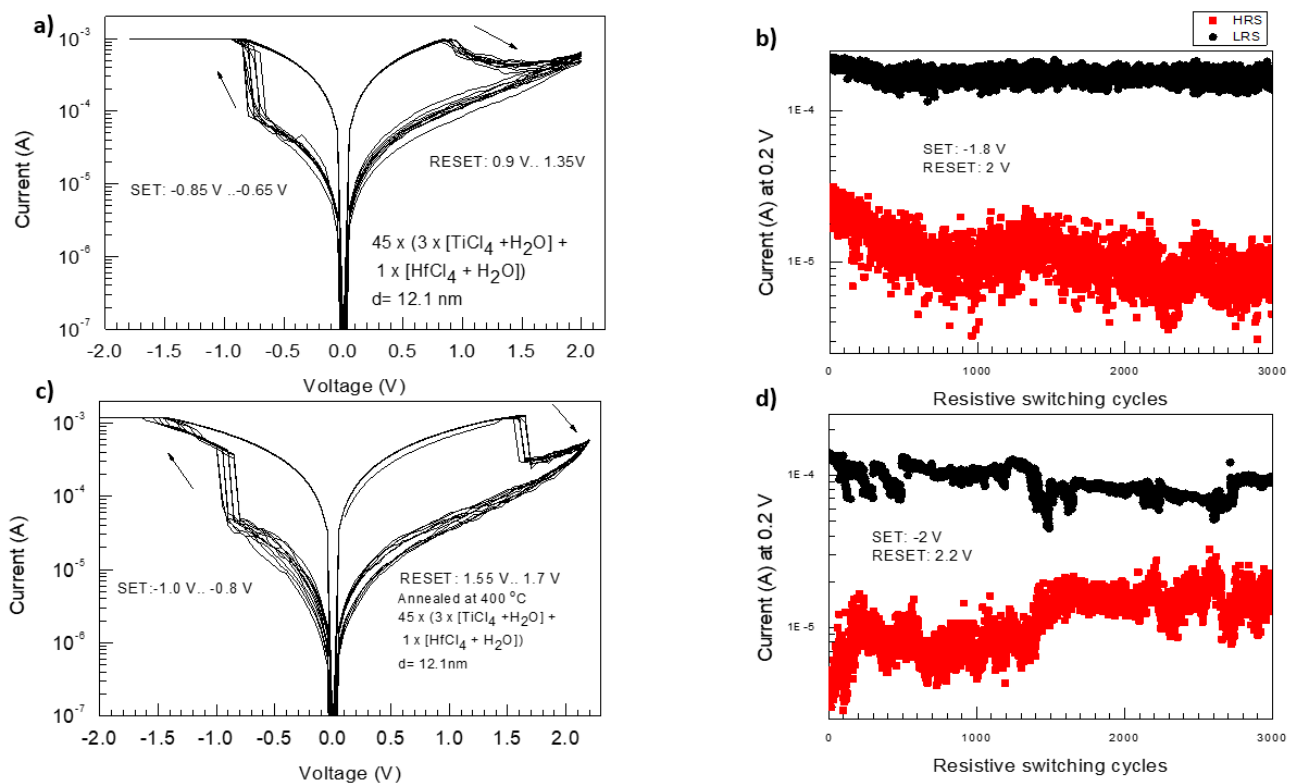 a)
Current (A)
10⁻³
10⁻⁴
10⁻⁵
10⁻⁶
10⁻⁷
SET: -0.85 V ..-0.65 V
RESET: 0.9 V.. 1.35V
45 x (3 x [TiCl₄ +H₂O] +
1 x [HfCl₄ + H₂O])
d= 12.1 nm
-2.0 -1.5 -1.0 -0.5 0.0 0.5 1.0 1.5 2.0
Voltage (V)
b)
HRS
LRS
Current (A) at 0.2 V
1E-4
1E-5
SET: -1.8 V
RESET: 2 V
0 1000 2000 3000
Resistive switching cycles
c)
Current (A)
10⁻³
10⁻⁴
10⁻⁵
10⁻⁶
10⁻⁷
SET:-1.0 V.. -0.8 V
RESET: 1.55 V.. 1.7 V
Annealed at 400 °C
45 x (3 x [TiCl₄ +H₂O] +
1 x [HfCl₄ + H₂O])
d= 12.1nm
-2.0 -1.5 -1.0 -0.5 0.0 0.5 1.0 1.5 2.0
Voltage (V)
d)
Current (A) at 0.2 V
1E-4
1E-5
SET: -2 V
RESET: 2.2 V
0 1000 2000 3000
Resistive switching cycles